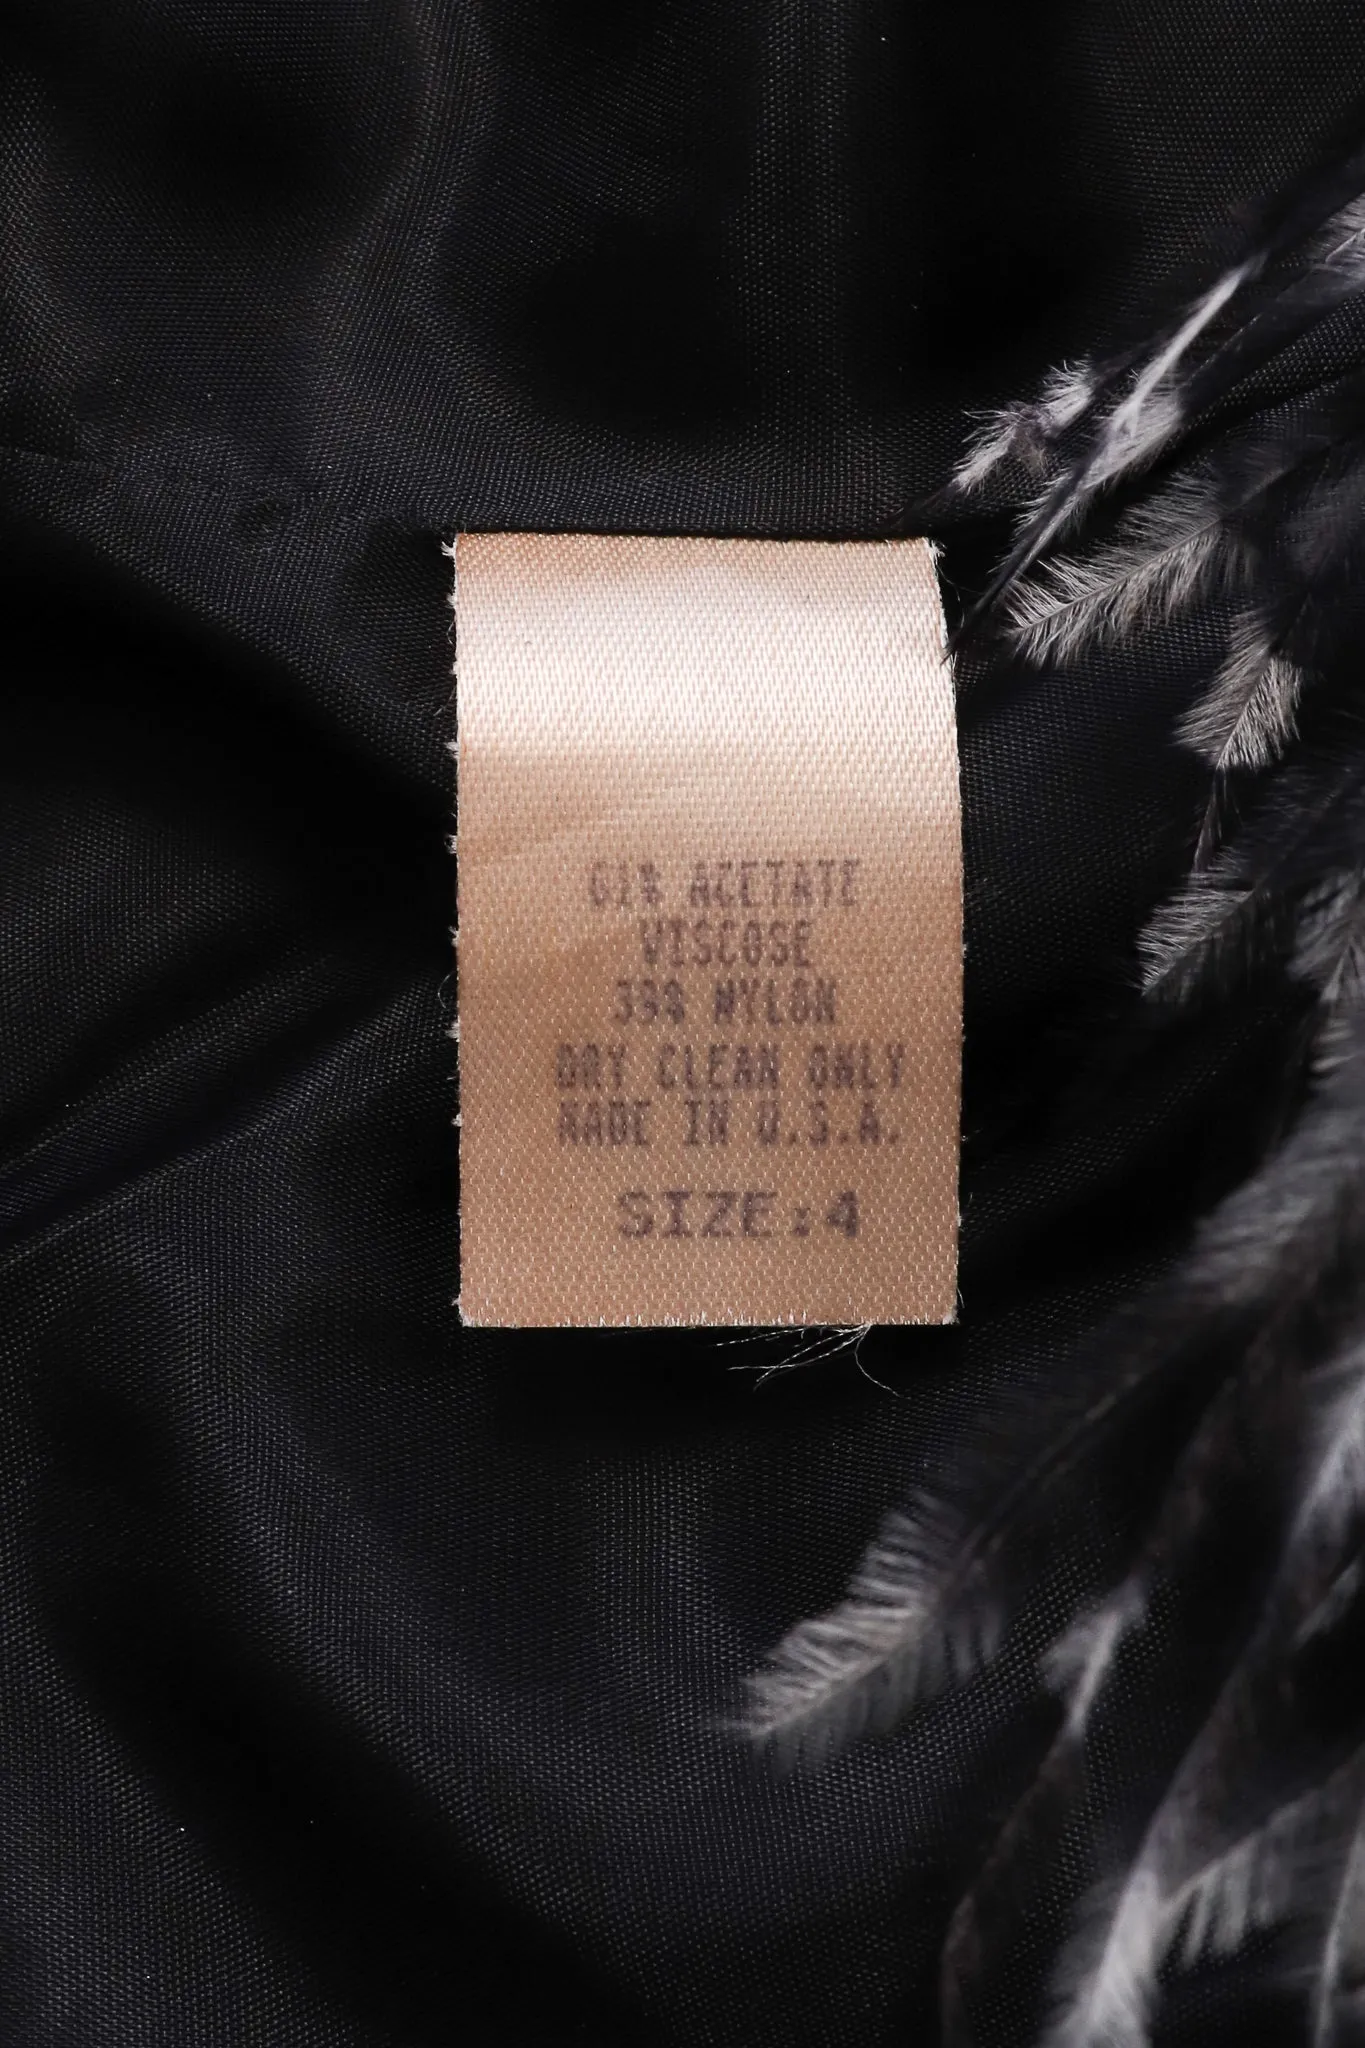 61% ACETATE
VISCOSE
39% NYLON
DRY CLEAN ONLY
MADE IN U.S.A.
SIZE:4